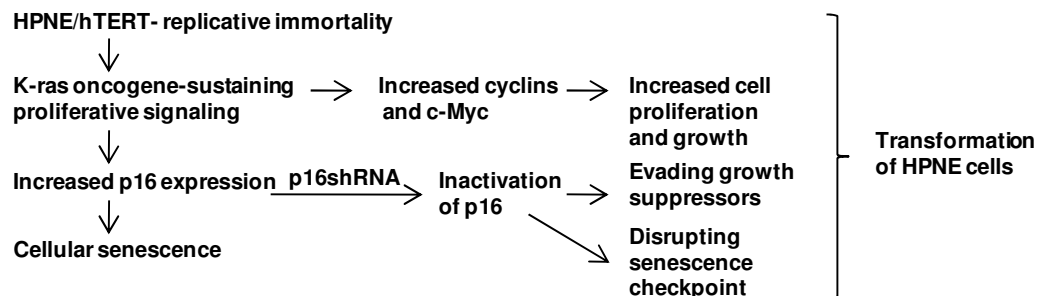 HPNE/hTERT- replicative immortality
K-ras oncogene-sustaining
proliferative signaling
Increased cyclins
and c-Myc
Increased cell
proliferation
and growth
Increased p16 expression
p16shRNA
Inactivation
of p16
Evading growth
suppressors
Disrupting
senescence
checkpoint
Cellular senescence
Transformation
of HPNE cells